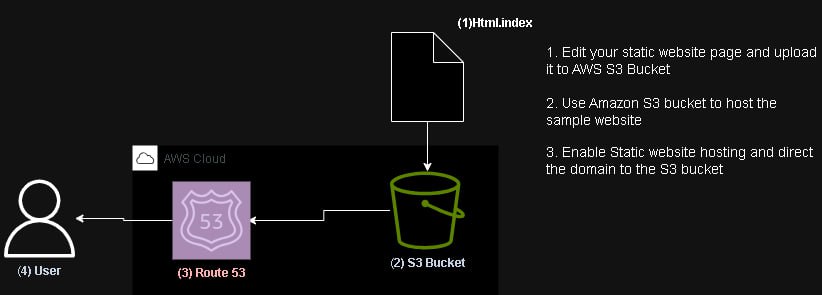 (1)Html.index
1. Edit your static website page and upload
it to AWS S3 Bucket
2. Use Amazon S3 bucket to host the
sample website
3. Enable Static website hosting and direct
the domain to the S3 bucket
AWS Cloud
53
(4) User
(3) Route 53
(2) S3 Bucket